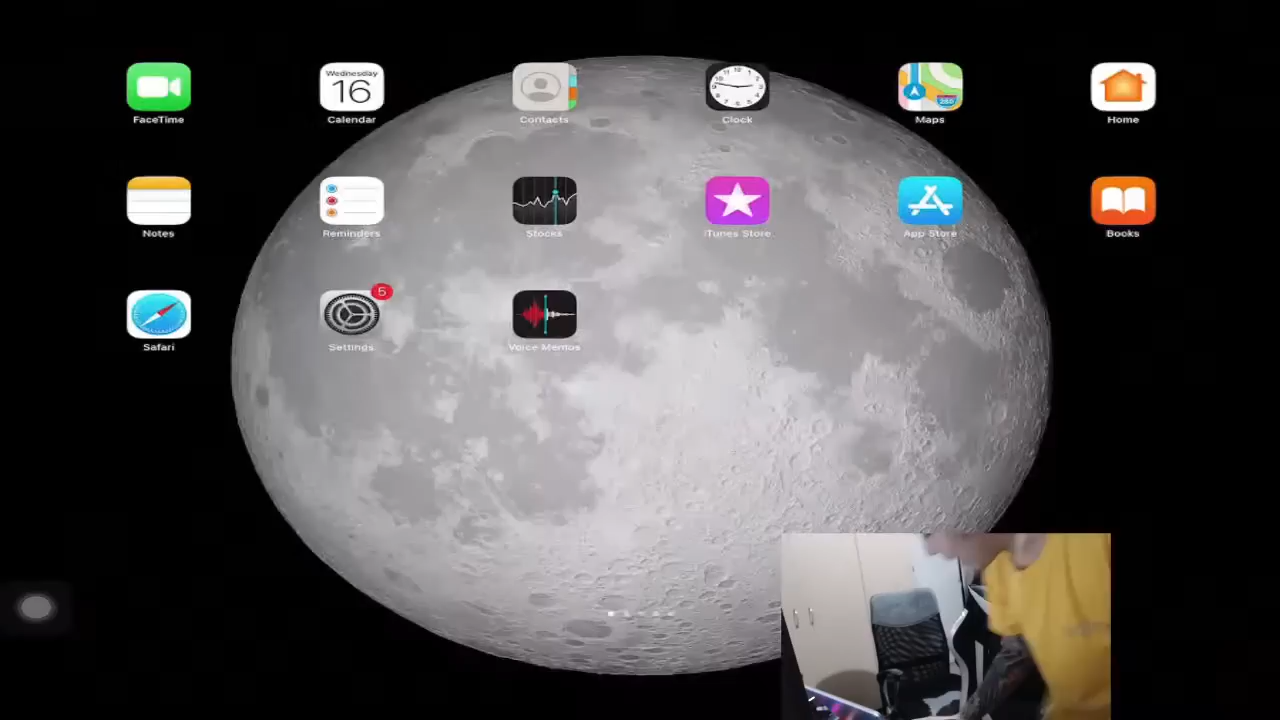 Wednesday
16
FaceTime
Calendar
Contacts
Clock
Maps
280
Home
Notes
Reminders
Stocks
iTunes Store
App Store
Books
5
Safari
Settings
Voice Memos